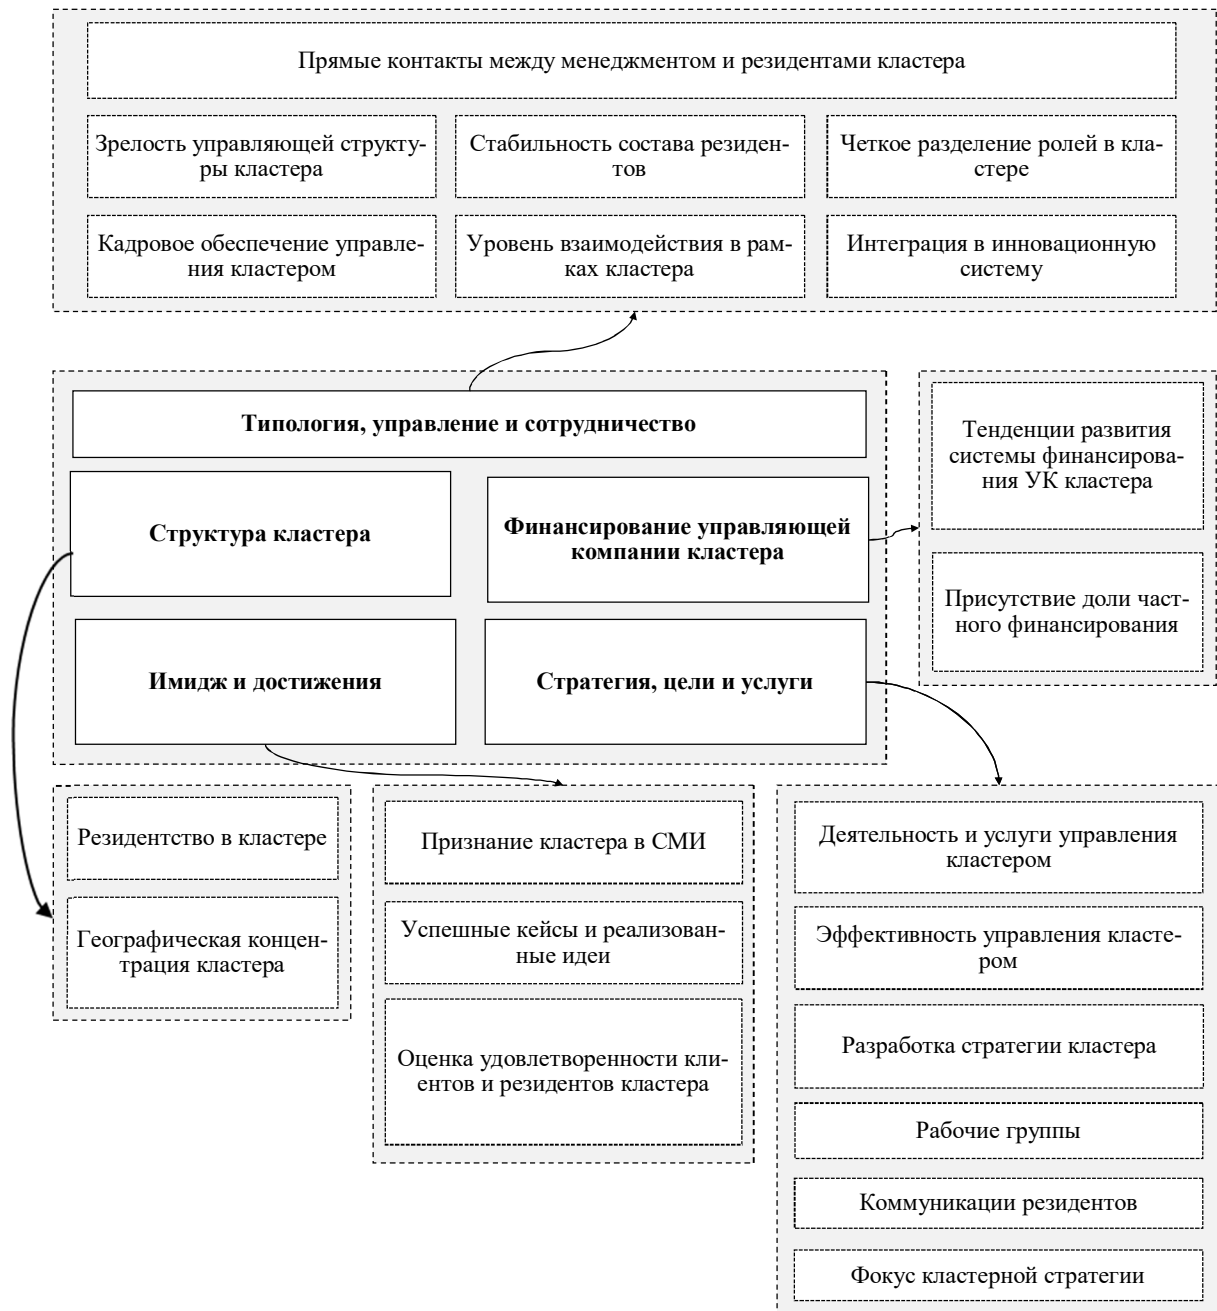 Прямые контакты между менеджментом и резидентами кластера
Зрелость управляющей структу-
ры кластера
Стабильность состава резиден-
тов
Четкое разделение ролей в кла-
стере
Кадровое обеспечение управле-
ния кластером
Уровень взаимодействия в рам-
ках кластера
Интеграция в инновационную
систему
Типология, управление и сотрудничество
Структура кластера
Финансирование управляющей
компании кластера
Имидж и достижения
Стратегия, цели и услуги
Тенденции развития
системы финансирова-
ния УК кластера
Присутствие доли част-
ного финансирования
Резидентство в кластере
Географическая концен-
трация кластера
Признание кластера в СМИ
Успешные кейсы и реализован-
ные идеи
Оценка удовлетворенности кли-
ентов и резидентов кластера
Деятельность и услуги управления
кластером
Эффективность управления класте-
ром
Разработка стратегии кластера
Рабочие группы
Коммуникации резидентов
Фокус кластерной стратегии